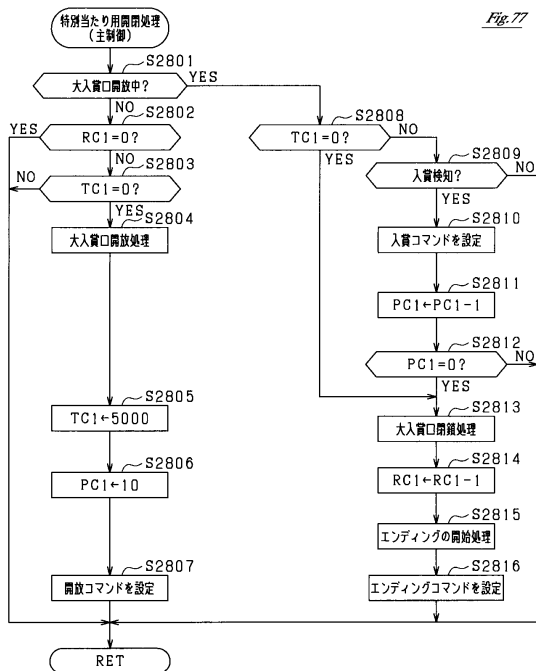 Fig.77
特別当たり用開閉処理
(主制御)
S2801
大入賞口開放中?
YES
NO
S2802
RC1=0?
YES
NO
S2803
TC1=0?
NO
YES
S2804
大入賞口開放処理
S2805
TC1←5000
S2806
PC1←10
S2807
開放コマンドを設定
RET
S2808
TC1=0?
NO
YES
S2809
入賞検知?
NO
YES
S2810
入賞コマンドを設定
S2811
PC1←PC1-1
S2812
PC1=0?
NO
YES
S2813
大入賞口閉鎖処理
S2814
RC1←RC1-1
S2815
エンディングの開始処理
S2816
エンディングコマンドを設定